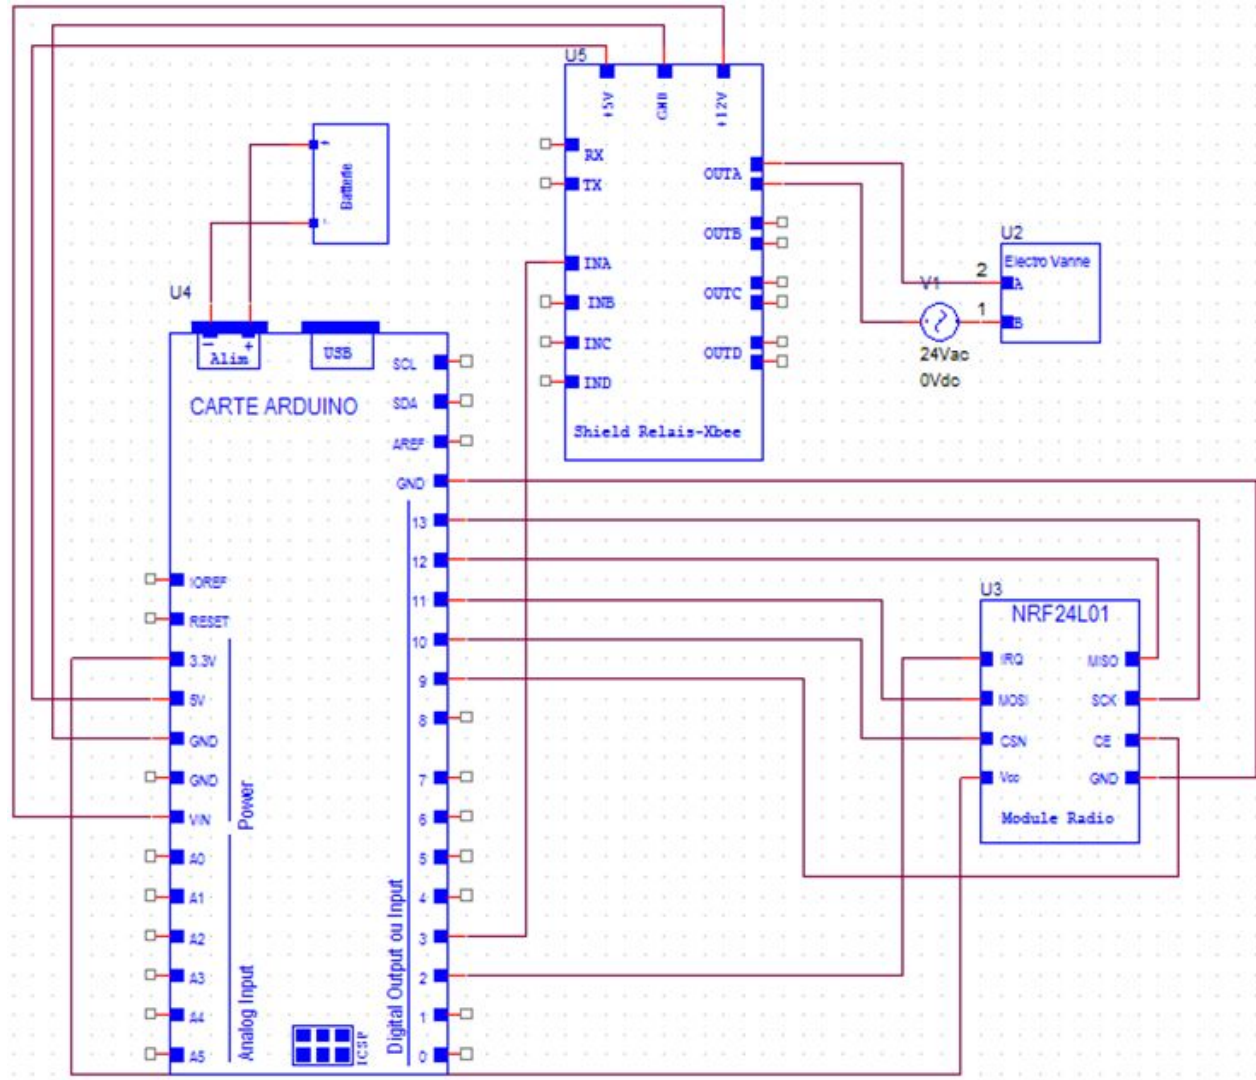 U5
+5V
GND
+12V
RX
TX
INA
INB
INC
IND
OUTA
OUTB
OUTC
OUTD
Shield Relais-Xbee
Batterie
+
-
U4
-
+
Alim
USB
CARTE ARDUINO
SCL
SDA
AREF
GND
13
12
11
10
9
8
7
6
5
4
3
2
1
0
Digital Output ou Input
IOREF
RESET
3.3V
5V
GND
GND
VIN
Power
A0
A1
A2
A3
A4
A5
Analog Input
ICSP
U2
Electro Vanne
2
A
1
B
V1
24Vac
0Vdc
U3
NRF24L01
IRQ
MOSI
CSN
Vcc
MISO
SCK
CE
GND
Module Radio